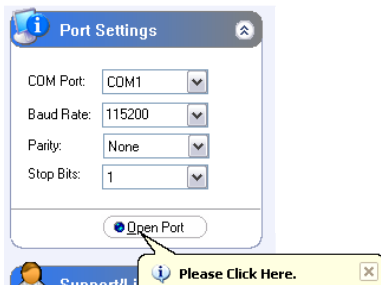 Port Settings
COM Port: COM1
Baud Rate: 115200
Parity: None
Stop Bits: 1
Open Port
Please Click Here.